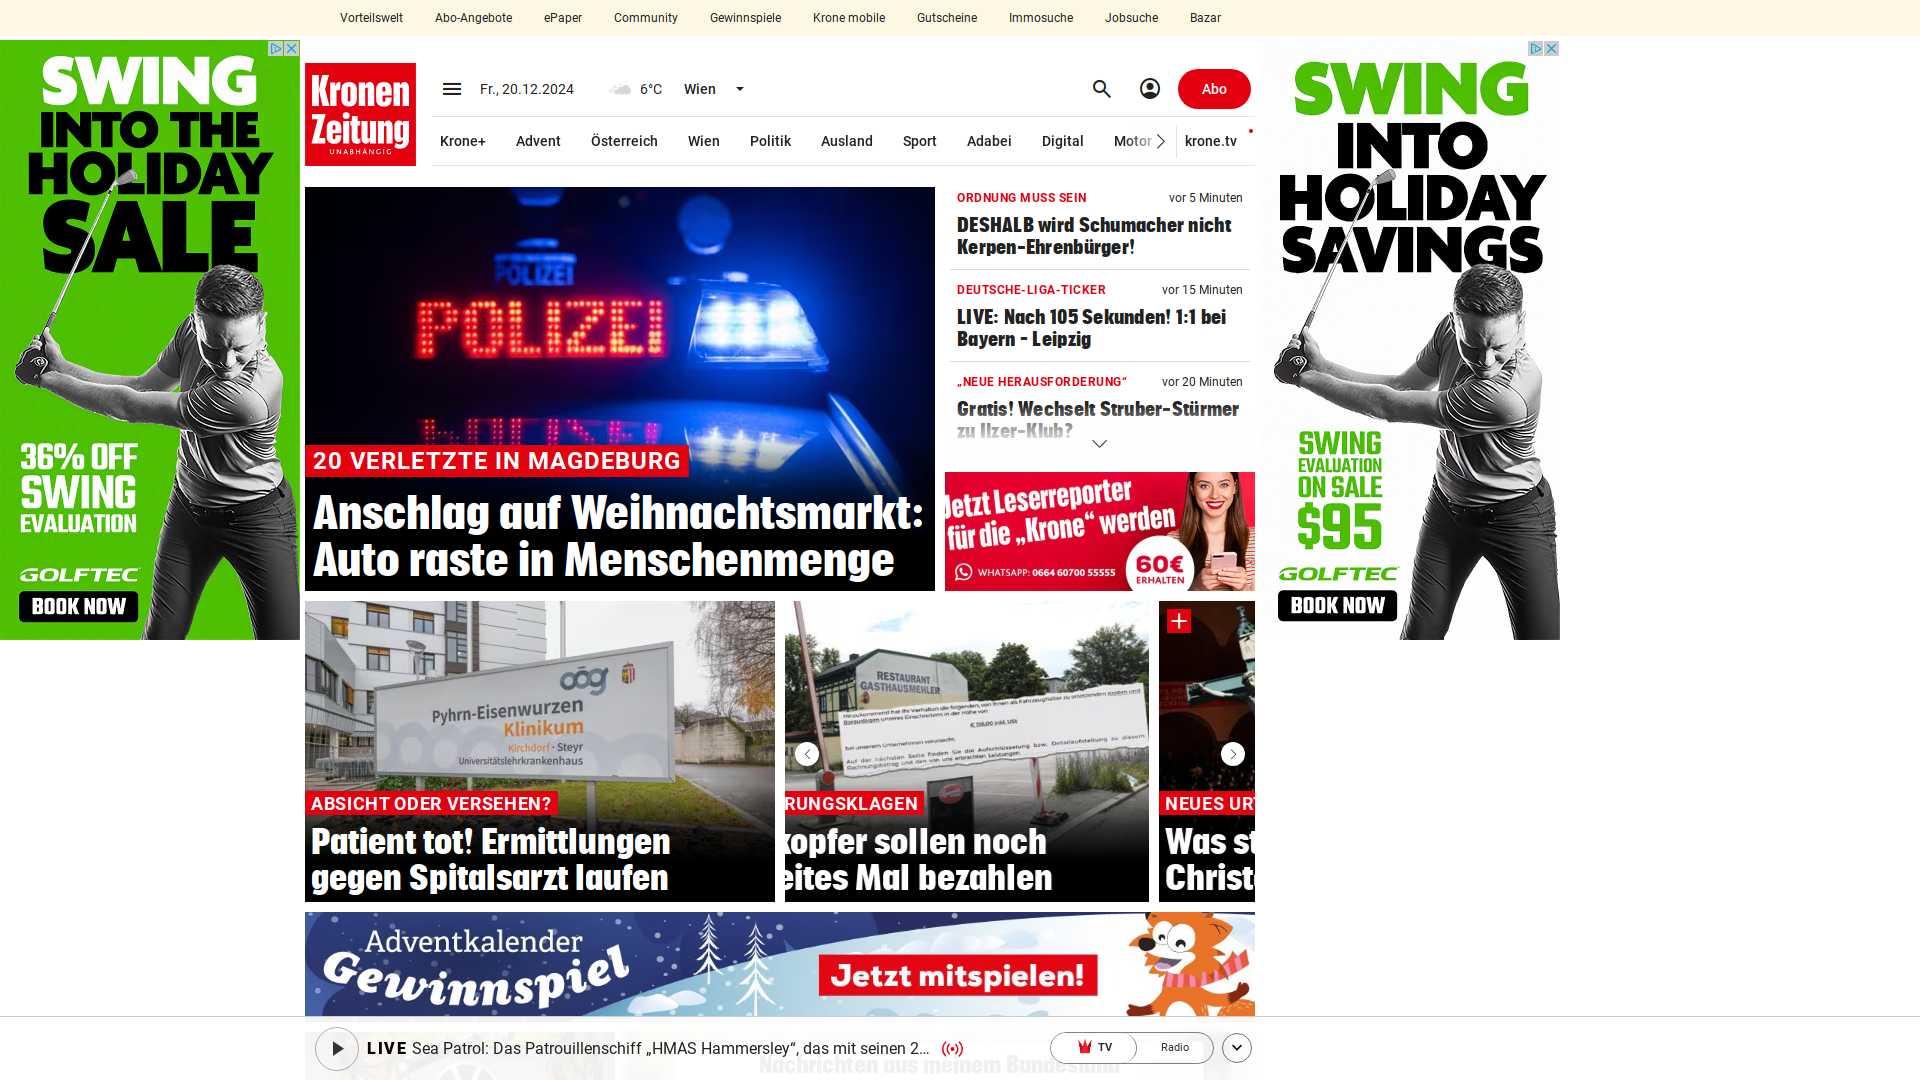 Vorteilswelt Abo-Angebote ePaper Community Gewinnspiele Krone mobile Gutscheine Immosuche Jobsuche Bazar
SWING
INTO THE
HOLIDAY
SALE
36% OFF
SWING
EVALUATION
GOLFTEC
BOOK NOW
Kronen
Zeitung
UNABHÄNGIG
Fr., 20.12.2024 6°C Wien
Abo
Krone+ Advent Österreich Wien Politik Ausland Sport Adabei Digital Motor krone.tv
POLIZEI
POLIZEI
20 VERLETZTE IN MAGDEBURG
Anschlag auf Weihnachtsmarkt:
Auto raste in Menschenmenge
ORDNUNG MUSS SEIN vor 5 Minuten
DESHALB wird Schumacher nicht
Kerpen-Ehrenbürger!
DEUTSCHE-LIGA-TICKER vor 15 Minuten
LIVE: Nach 105 Sekunden! 1:1 bei
Bayern - Leipzig
„NEUE HERAUSFORDERUNG“ vor 20 Minuten
Gratis! Wechselt Struber-Stürmer
zu Ilzer-Klub?
Jetzt Leserreporter
für die „Krone“ werden
WHATSAPP: 0664 60700 55555
60€
ERHALTEN
SWING
INTO
HOLIDAY
SAVINGS
SWING
EVALUATION
ON SALE
$95
GOLFTEC
BOOK NOW
oög
Pyhrn-Eisenwurzen
Klinikum
Kirchdorf · Steyr
Universitätslehrkrankenhaus
ABSICHT ODER VERSEHEN?
Patient tot! Ermittlungen
gegen Spitalsarzt laufen
RESTAURANT
GASTHAUSMEHLER
RUNGSKLAGEN
kopfer sollen noch
eites Mal bezahlen
NEUES UR
Was st
Christ
Adventkalender
Gewinnspiel
Jetzt mitspielen!
LIVE Sea Patrol: Das Patrouillenschiff „HMAS Hammersley“, das mit seinen 2...
TV Radio
Nachrichten aus meinem Bundesland